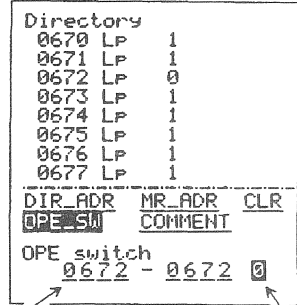 Directory
0670 Lp 1
0671 Lp 1
0672 Lp 0
0673 Lp 1
0674 Lp 1
0675 Lp 1
0676 Lp 1
0677 Lp 1
DIR_ADR MR_ADR CLR
OPE_SW COMMENT
OPE switch
0672 - 0672 0